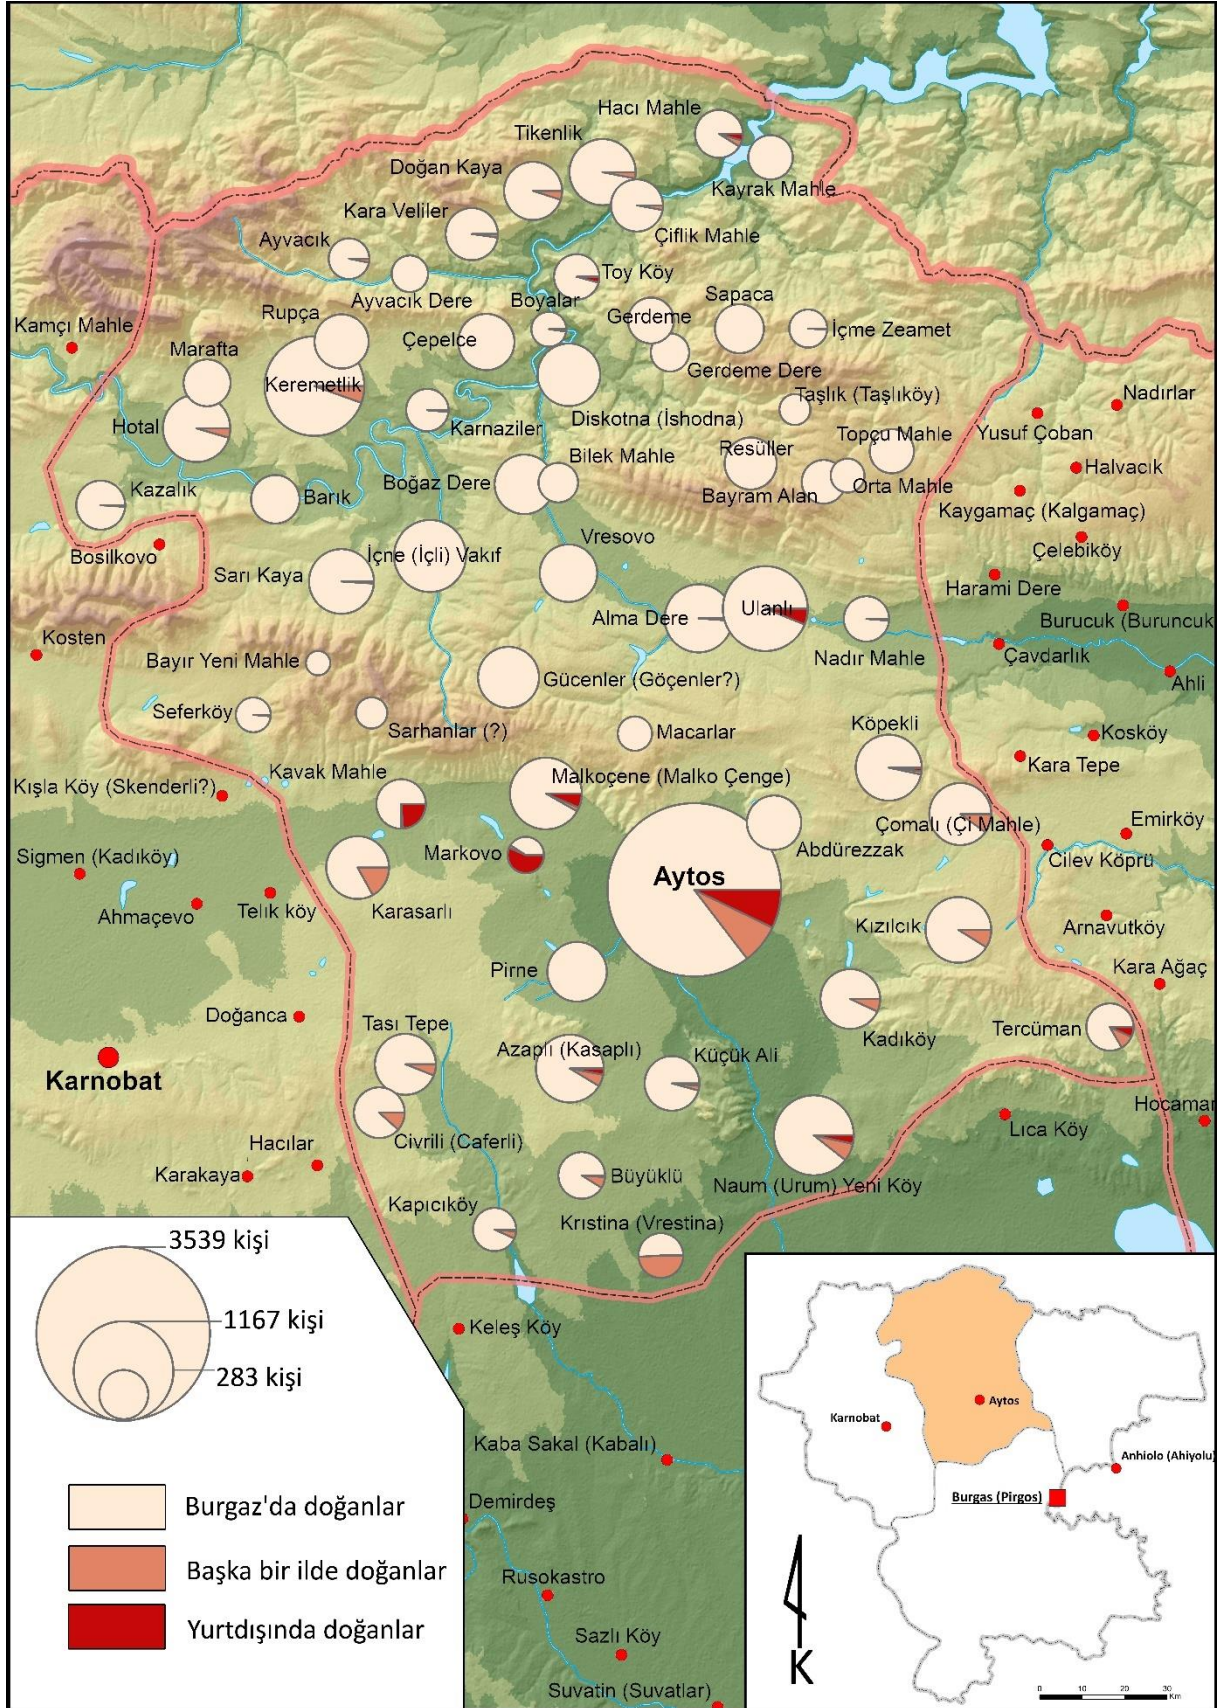 Hacı Mahle
Tikenlik
Doğan Kaya
Kayrak Mahle
Kara Veliler
Çiflik Mahle
Ayvacık
Toy Köy
Ayvacık Dere
Boyalar
Sapaca
Rupça
Gerdeme
İçme Zeamet
Kamçı Mahle
Çepelce
Marafta
Gerdeme Dere
Keremetlik
Taşlık (Taşlıköy)
Nadırlar
Diskotna (İshodna)
Hotal
Karnaziler
Yusuf Çoban
Topçu Mahle
Resüller
Bilek Mahle
Halvacık
Boğaz Dere
Kazalık
Barık
Bayram Alan
Orta Mahle
Kaygamaç (Kalgamaç)
Vresovo
Çelebiköy
Bosilkovo
İçne (İçli) Vakıf
Sarı Kaya
Harami Dere
Ulanlı
Alma Dere
Burucuk (Buruncuk)
Kosten
Nadır Mahle
Çavdarlık
Bayır Yeni Mahle
Ahli
Gücenler (Göçenler?)
Seferköy
Sarhanlar (?)
Macarlar
Köpekli
Kosköy
Kara Tepe
Kavak Mahle
Malkoçene (Malko Çenge)
Kışla Köy (Skenderli?)
Çomalı (Çi Mahle)
Emirköy
Markovo
Abdürezzak
Cilev Köprü
Sigmen (Kadıköy)
Aytos
Telık köy
Karasarlı
Ahmaçevo
Kızılcık
Arnavutköy
Pirne
Kara Ağaç
Doğanca
Kadıköy
Tercüman
Tası Tepe
Azaplı (Kasaplı)
Küçük Ali
Karnobat
Hocamar
Lıca Köy
Civrili (Caferli)
Hacılar
Karakaya
Büyüklü
Naum (Urum) Yeni Köy
Kapıcıköy
Kristina (Vrestina)
3539 kişi
1167 kişi
283 kişi
Keleş Köy
Kaba Sakal (Kabalı)
Demirdeş
Burgaz'da doğanlar
Başka bir ilde doğanlar
Yurtdışında doğanlar
Rusokastro
Sazlı Köy
Suvatin (Suvatlar)
Aytos
Karnobat
Anhiolo (Ahiyolu)
Burgas (Pirgos)
K
0 10 20 30
Km